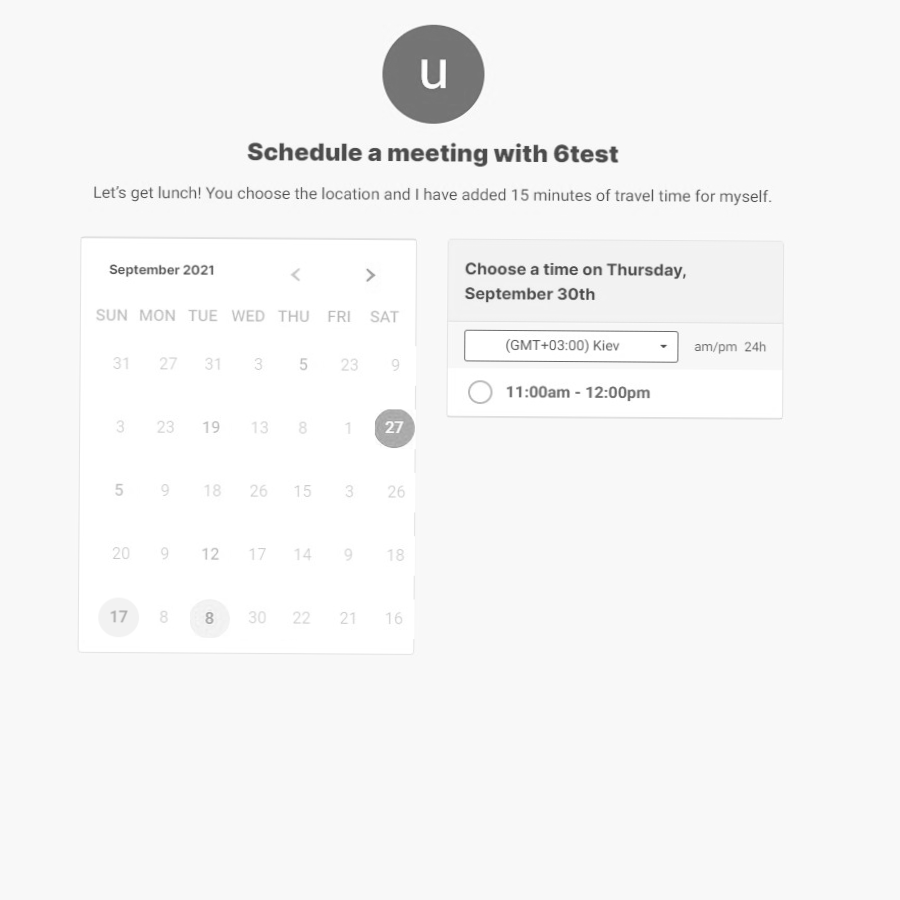 u
Schedule a meeting with 6test
Let's get lunch! You choose the location and I have added 15 minutes of travel time for myself.
September 2021
SUN MON TUE WED THU FRI SAT
31 27 31 3 5 23 9
3 23 19 13 8 1 27
5 9 18 26 15 3 26
20 9 12 17 14 9 18
17 8 8 30 22 21 16
Choose a time on Thursday,
September 30th
(GMT+03:00) Kiev am/pm 24h
11:00am - 12:00pm